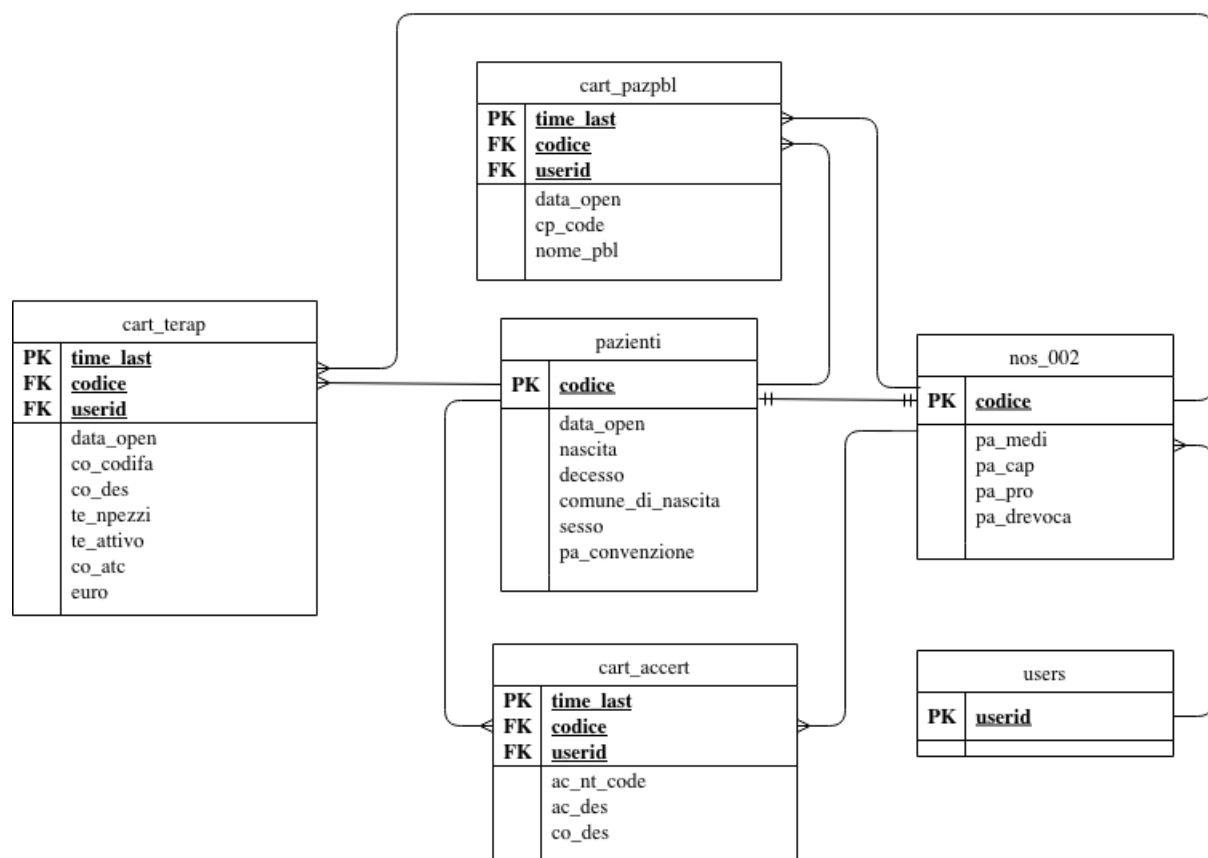 cart_pazpbl
PK time_last
FK codice
FK userid
data_open
cp_code
nome_pbl
cart_terap
PK time_last
FK codice
FK userid
data_open
co_codifa
co_des
te_npezzi
te_attivo
co_atc
euro
pazienti
PK codice
data_open
nascita
decesso
comune_di_nascita
sesso
pa_convenzione
nos_002
PK codice
pa_medi
pa_cap
pa_pro
pa_drevoca
cart_accert
PK time_last
FK codice
FK userid
ac_nt_code
ac_des
co_des
users
PK userid